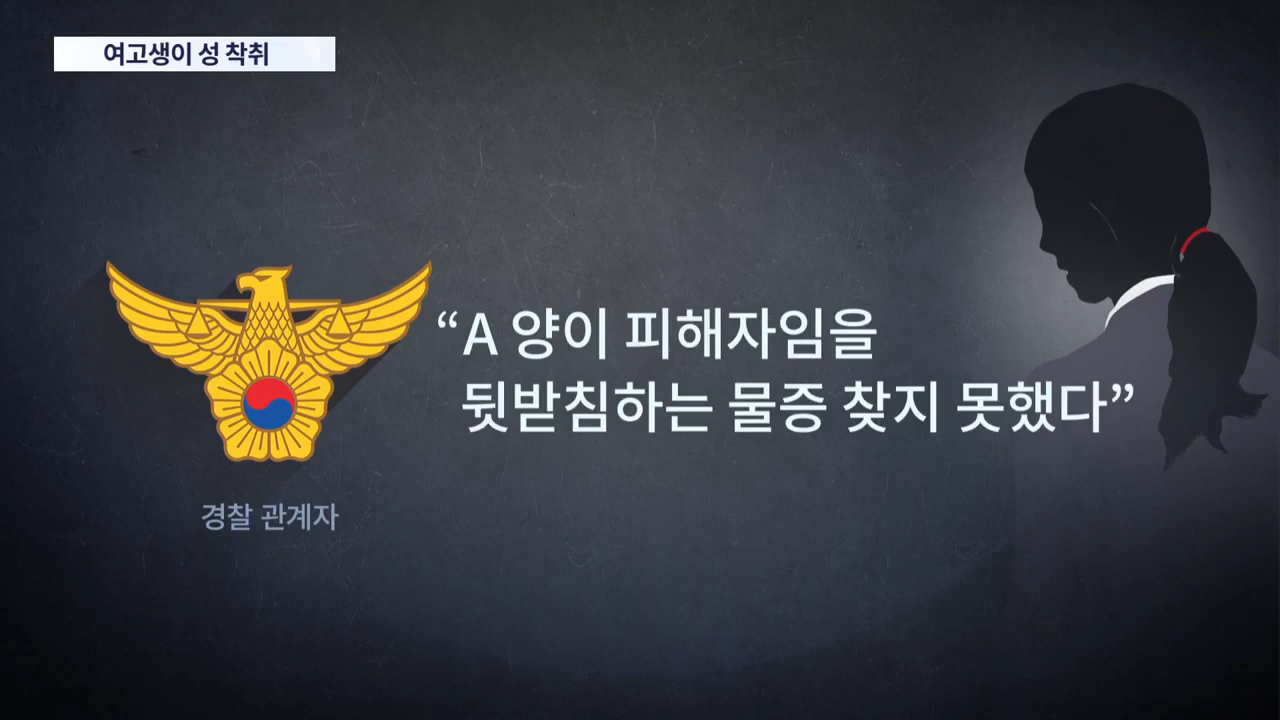 여고생이 성 착취
“A 양이 피해자임을
뒷받침하는 물증 찾지 못했다”
경찰 관계자